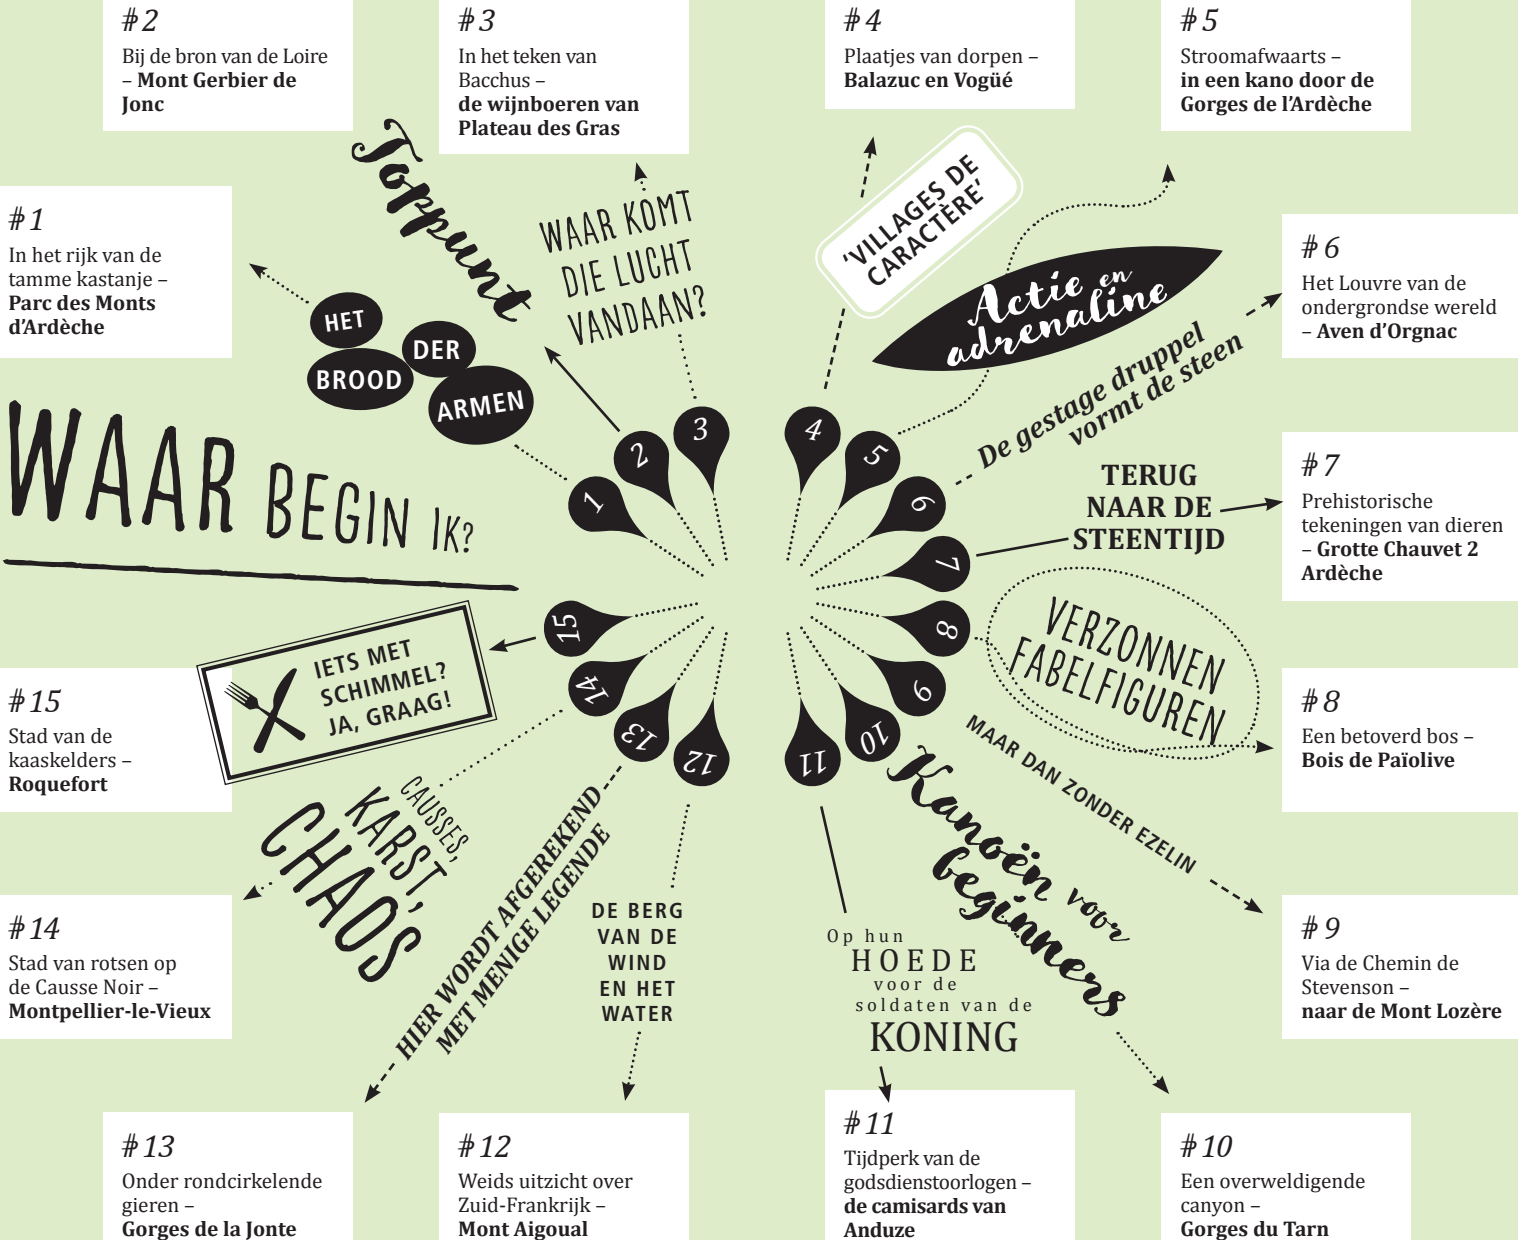 #2
Bij de bron van de Loire
– Mont Gerbier de
Jonc
#3
In het teken van
Bacchus –
de wijnboeren van
Plateau des Gras
#4
Plaatjes van dorpen –
Balazuc en Vogüé
#5
Stroomafwaarts –
in een kano door de
Gorges de l'Ardèche
#1
In het rijk van de
tamme kastanje –
Parc des Monts
d'Ardèche
HET
BROOD
DER
ARMEN
Toppunt
WAAR KOMT
DIE LUCHT
VANDAAN?
'VILLAGES DE
CARACTÈRE'
Actie en
adrenaline
De gestage druppel
vormt de steen
#6
Het Louvre van de
ondergrondse wereld
– Aven d'Orgnac
WAAR BEGIN IK?
1
2
3
4
5
6
7
8
9
10
11
12
13
14
15
TERUG
NAAR DE
STEENTIJD
#7
Prehistorische
tekeningen van dieren
– Grotte Chauvet 2
Ardèche
VERZONNEN
FABELFIGUREN
#8
Een betoverd bos –
Bois de Païolive
IETS MET
SCHIMMEL?
JA, GRAAG!
#15
Stad van de
kaaskelders –
Roquefort
CAUSSES,
KARST,
CHAOS
#14
Stad van rotsen op
de Causse Noir –
Montpellier-le-Vieux
HIER WORDT AFGEREKEND
MET MENIGE LEGENDE
DE BERG
VAN DE
WIND
EN HET
WATER
Op hun
HOEDE
voor de
soldaten van de
KONING
Kanoën voor
beginners
MAAR DAN ZONDER EZELIN
#9
Via de Chemin de
Stevenson –
naar de Mont Lozère
#13
Onder rondcirkelende
gieren –
Gorges de la Jonte
#12
Weids uitzicht over
Zuid-Frankrijk –
Mont Aigoual
#11
Tijdperk van de
godsdienstoorlogen –
de camisards van
Anduze
#10
Een overweldigende
canyon –
Gorges du Tarn